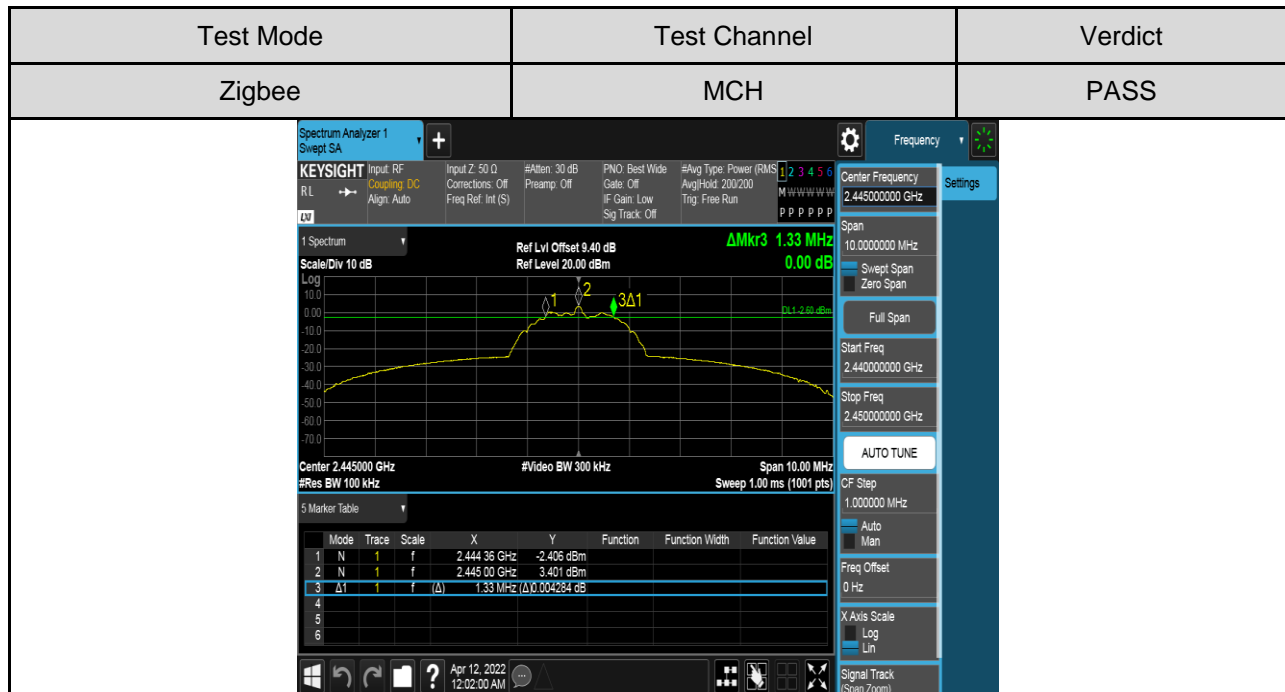 Test Mode Test Channel Verdict
Zigbee MCH PASS
Spectrum Analyzer 1
Swept SA
+
Frequency
KEYSIGHT Input: RF Input Z: 50 Ω #Atten: 30 dB PNO: Best Wide #Avg Type: Power (RMS 1 2 3 4 5 6
RL Coupling: DC Corrections: Off Preamp: Off Gate: Off Avg|Hold: 200/200 M W W W W W
Align: Auto Freq Ref: Int (S) IF Gain: Low Trig: Free Run
LXI Sig Track: Off P P P P P P
1 Spectrum
Ref Lvl Offset 9.40 dB ΔMkr3 1.33 MHz
Scale/Div 10 dB Ref Level 20.00 dBm 0.00 dB
Log
10.0
0.00
-10.0
-20.0
-30.0
-40.0
-50.0
-60.0
-70.0
1 2 3Δ1
DL1 -2.60 dBm
Center 2.445000 GHz #Video BW 300 kHz Span 10.00 MHz
#Res BW 100 kHz Sweep 1.00 ms (1001 pts)
5 Marker Table
Mode Trace Scale X Y Function Function Width Function Value
1 N 1 f 2.444 36 GHz -2.406 dBm
2 N 1 f 2.445 00 GHz 3.401 dBm
3 Δ1 1 f (Δ) 1.33 MHz (Δ)0.004284 dB
4
5
6
? Apr 12, 2022
12:02:00 AM
Center Frequency
2.445000000 GHz
Settings
Span
10.0000000 MHz
Swept Span
Zero Span
Full Span
Start Freq
2.440000000 GHz
Stop Freq
2.450000000 GHz
AUTO TUNE
CF Step
1.000000 MHz
Auto
Man
Freq Offset
0 Hz
X Axis Scale
Log
Lin
Signal Track
(Span Zoom)